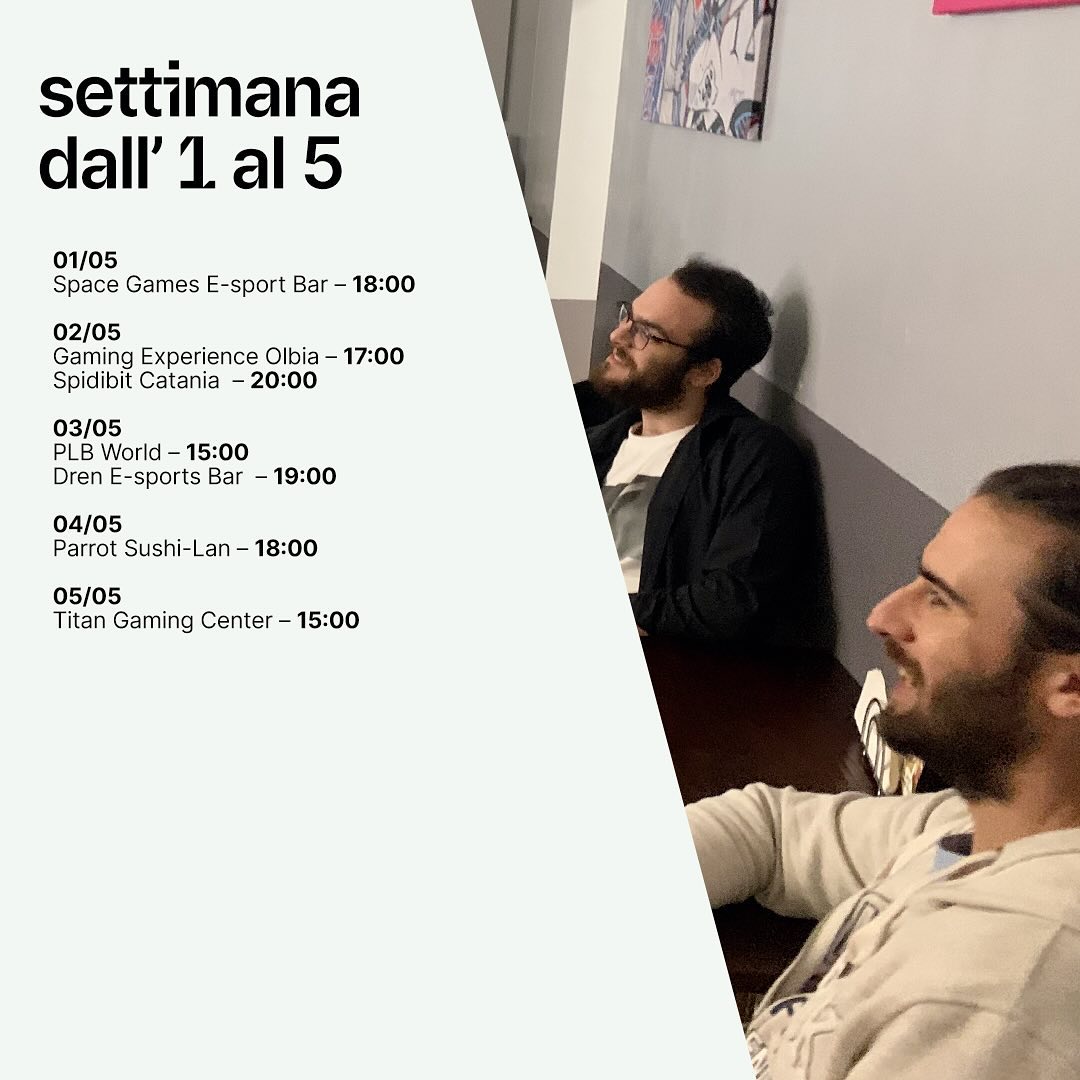 settimana
dall’ 1 al 5
01/05
Space Games E-sport Bar – 18:00
02/05
Gaming Experience Olbia – 17:00
Spidibit Catania – 20:00
03/05
PLB World – 15:00
Dren E-sports Bar – 19:00
04/05
Parrot Sushi-Lan – 18:00
05/05
Titan Gaming Center – 15:00